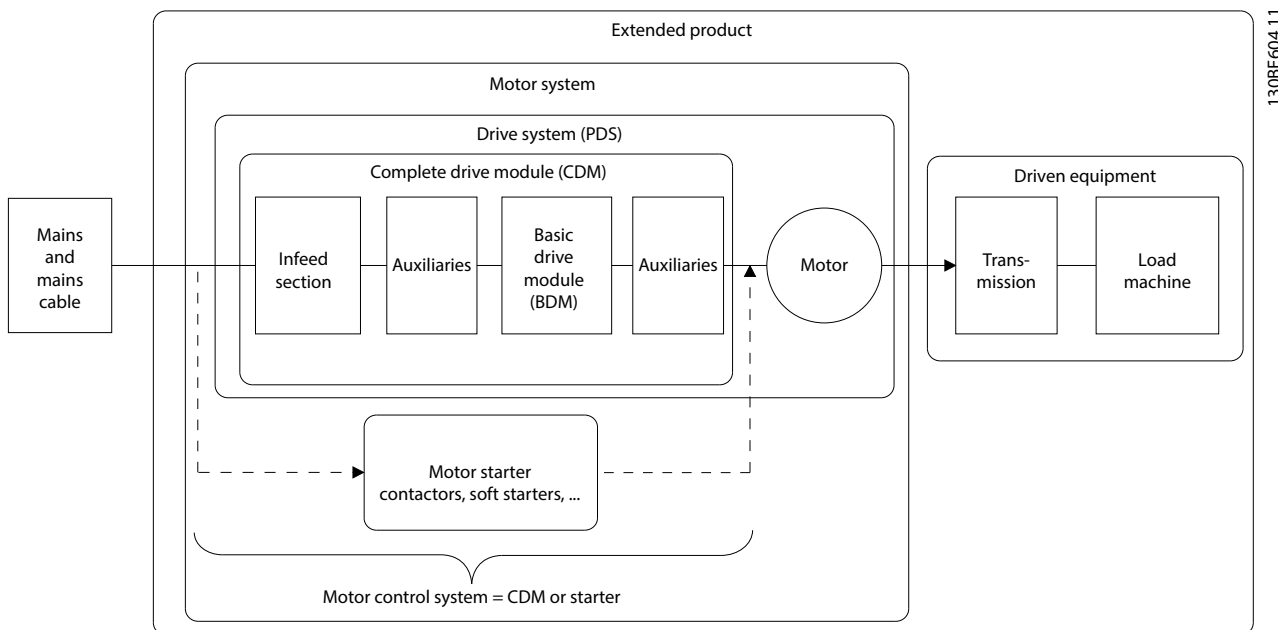 Extended product
130BF604.11
Motor system
Drive system (PDS)
Complete drive module (CDM)
Driven equipment
Mains
and
mains
cable
Infeed
section
Auxiliaries
Basic
drive
module
(BDM)
Auxiliaries
Motor
Trans-
mission
Load
machine
Motor starter
contactors, soft starters, ...
Motor control system = CDM or starter